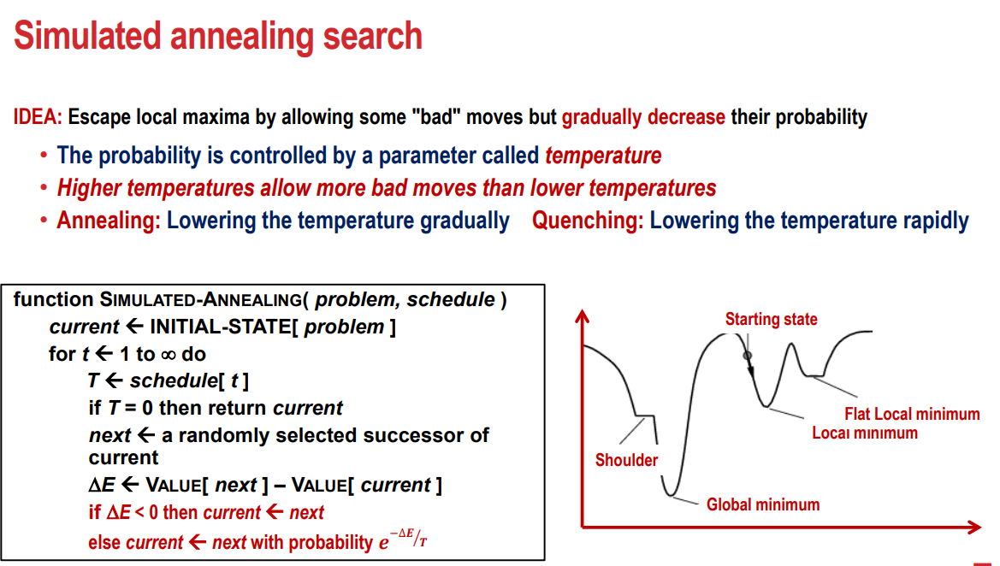 Simulated annealing search
IDEA: Escape local maxima by allowing some "bad" moves but gradually decrease their probability
• The probability is controlled by a parameter called temperature
• Higher temperatures allow more bad moves than lower temperatures
• Annealing: Lowering the temperature gradually Quenching: Lowering the temperature rapidly
function SIMULATED-ANNEALING( problem, schedule )
current ← INITIAL-STATE[ problem ]
for t ← 1 to ∞ do
T ← schedule[ t ]
if T = 0 then return current
next ← a randomly selected successor of
current
ΔE ← VALUE[ next ] – VALUE[ current ]
if ΔE < 0 then current ← next
else current ← next with probability e^−ΔE/T
Starting state
Flat Local minimum
Local minimum
Shoulder
Global minimum